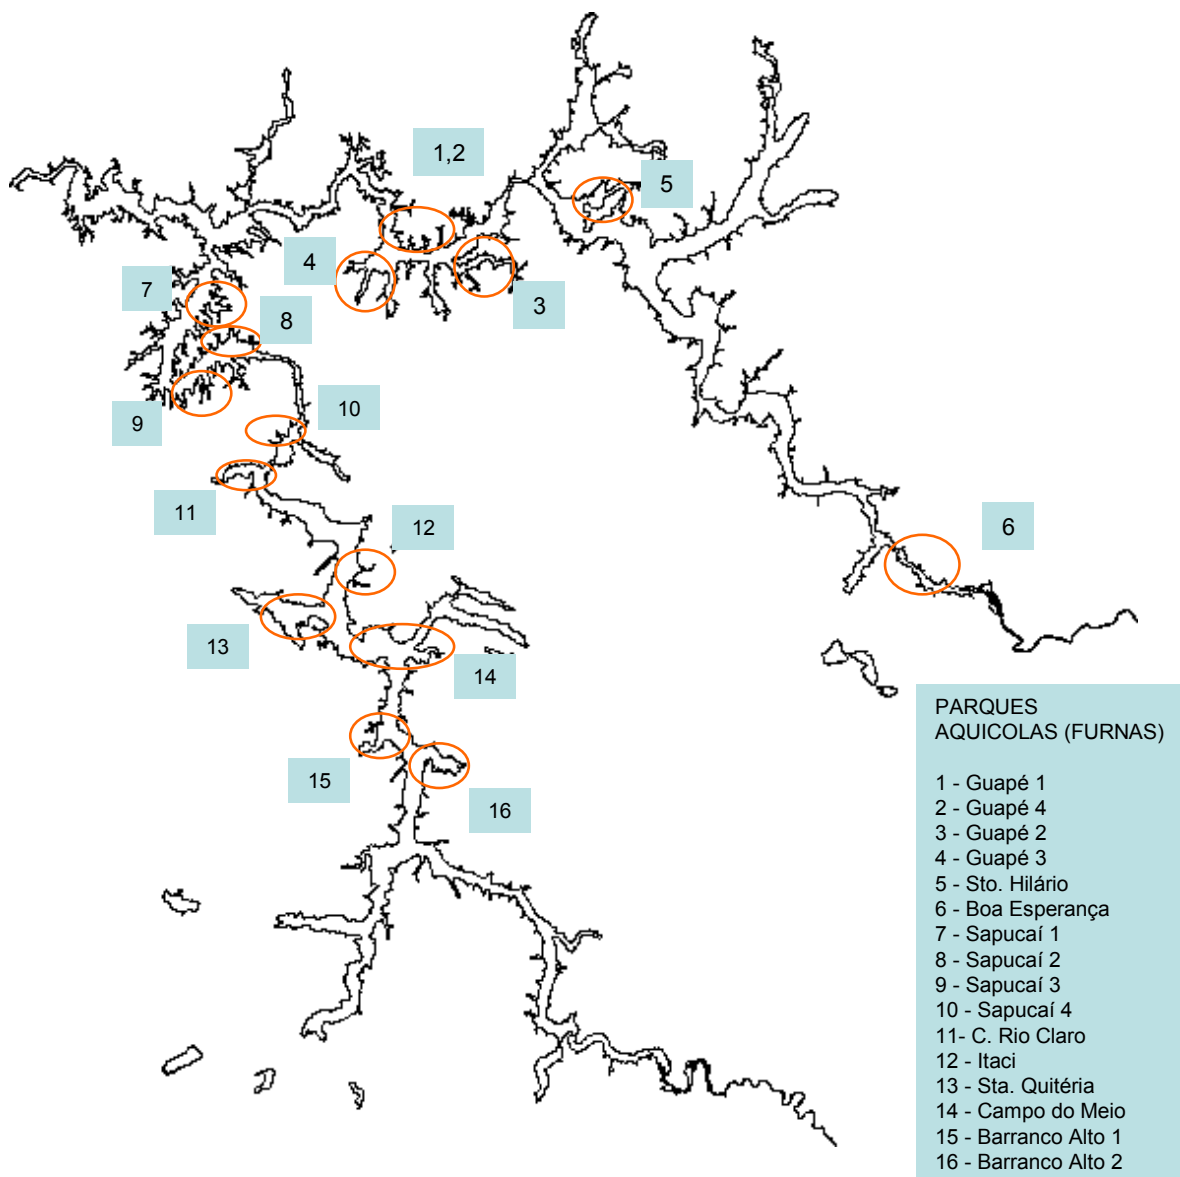 1,2
5
4
7
3
8
9
10
11
12
6
13
14
15
16
PARQUES
AQUICOLAS (FURNAS)
1 - Guapé 1
2 - Guapé 4
3 - Guapé 2
4 - Guapé 3
5 - Sto. Hilário
6 - Boa Esperança
7 - Sapucaí 1
8 - Sapucaí 2
9 - Sapucaí 3
10 - Sapucaí 4
11- C. Rio Claro
12 - Itaci
13 - Sta. Quitéria
14 - Campo do Meio
15 - Barranco Alto 1
16 - Barranco Alto 2